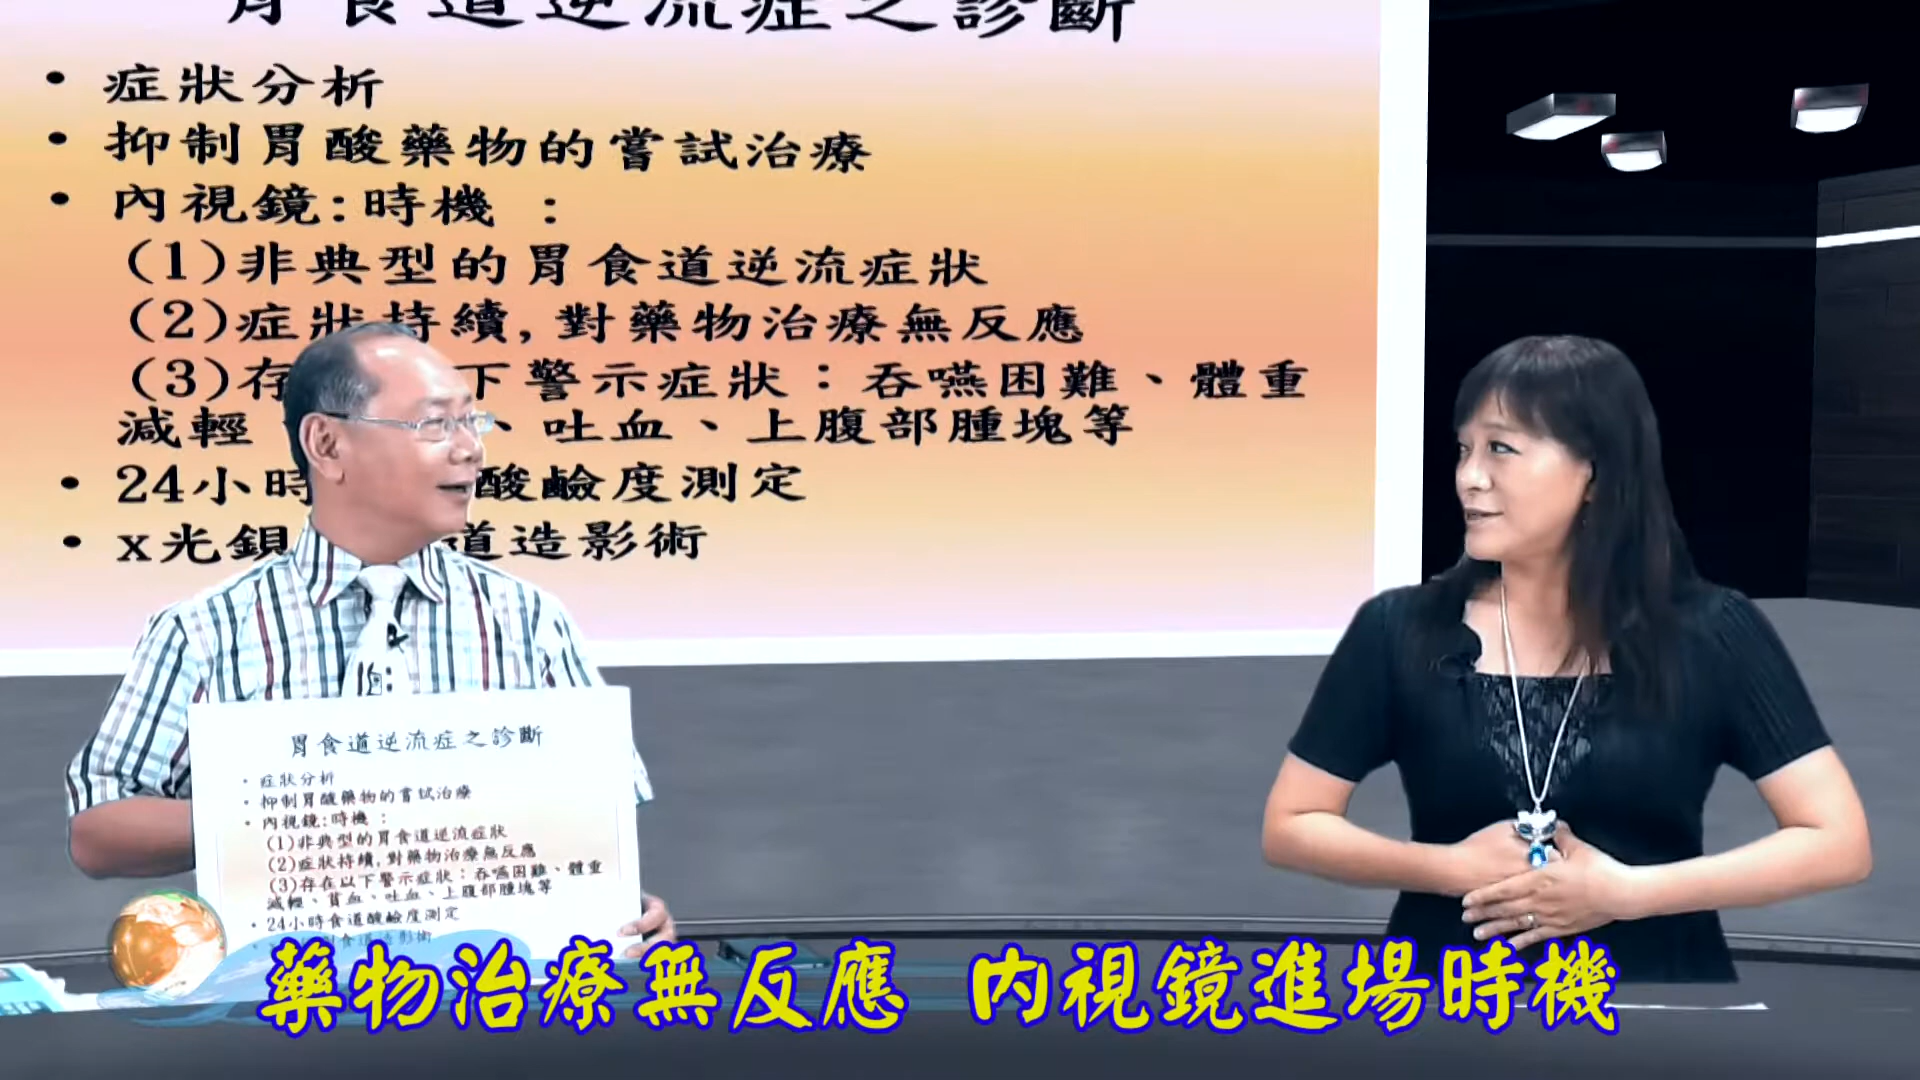 胃食道逆流症之診斷
• 症狀分析
• 抑制胃酸藥物的嘗試治療
• 內視鏡:時機 :
(1)非典型的胃食道逆流症狀
(2)症狀持續,對藥物治療無反應
(3)存 下警示症狀：吞嚥困難、體重
減輕 、吐血、上腹部腫塊等
• 24小時 酸鹼度測定
• x光鋇 道造影術
胃食道逆流症之診斷
• 症狀分析
• 抑制胃酸藥物的嘗試治療
• 內視鏡:時機 :
(1)非典型的胃食道逆流症狀
(2)症狀持續,對藥物治療無反應
(3)存在以下警示症狀：吞嚥困難、體重
減輕、貧血、吐血、上腹部腫塊等
• 24小時食道酸鹼度測定
食道造影術
藥物治療無反應 內視鏡進場時機